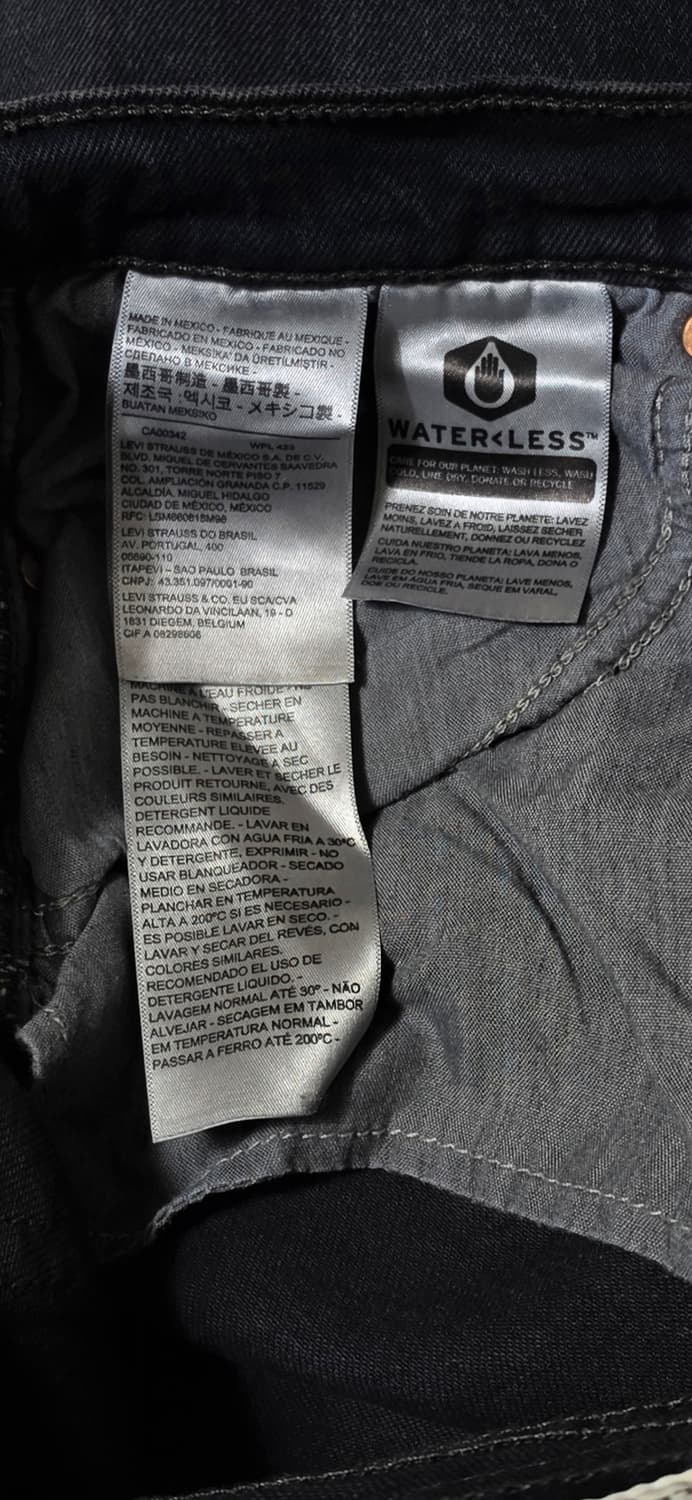 MADE IN MEXICO - FABRIQUE AU MEXIQUE -
FABRICADO EN MEXICO - FABRICADO NO
MÉXICO - MEKSIKA' DA ÜRETİLMİŞTİR -
СДЕЛАНО В МЕКСИКЕ -
墨西哥制造 - 墨西哥製 -
제조국 : 멕시코 - メキシコ製 -
BUATAN MEKSIKO
CA00342 WPL 423
LEVI STRAUSS DE MÉXICO S.A. DE C.V.
BLVD. MIGUEL DE CERVANTES SAAVEDRA
NO. 301, TORRE NORTE PISO 7
COL. AMPLIACIÓN GRANADA C.P. 11529
ALCALDÍA. MIGUEL HIDALGO
CIUDAD DE MÉXICO, MÉXICO
RFC:
LEVI STRAUSS DO BRASIL
AV. PORTUGAL, 400
06690-110
ITAPEVI – SAO PAULO BRASIL
CNPJ: 43.351.097/0001-90
LEVI STRAUSS & CO. EU SCA/CVA
LEONARDO DA VINCILAAN, 19 - D
1831 DIEGEM, BELGIUM
CIF A 08298606
MACHINE A L'EAU FROIDE - NE
PAS BLANCHIR - SECHER EN
MACHINE A TEMPERATURE
MOYENNE - REPASSER A
TEMPERATURE ELEVEE AU
BESOIN - NETTOYAGE A SEC
POSSIBLE. - LAVER ET SECHER LE
PRODUIT RETOURNE, AVEC DES
COULEURS SIMILAIRES.
DETERGENT LIQUIDE
RECOMMANDE. - LAVAR EN
LAVADORA CON AGUA FRIA A 30ºC
Y DETERGENTE, EXPRIMIR - NO
USAR BLANQUEADOR - SECADO
MEDIO EN SECADORA -
PLANCHAR EN TEMPERATURA
ALTA A 200ºC SI ES NECESARIO -
ES POSIBLE LAVAR EN SECO. -
LAVAR Y SECAR DEL REVÉS, CON
COLORES SIMILARES.
RECOMENDADO EL USO DE
DETERGENTE LIQUIDO. -
LAVAGEM NORMAL ATÉ 30º - NÃO
ALVEJAR - SECAGEM EM TAMBOR
EM TEMPERATURA NORMAL -
PASSAR A FERRO ATÉ 200ºC -
WATER<LESS™
CARE FOR OUR PLANET: WASH LESS, WASH
COLD, LINE DRY, DONATE OR RECYCLE
PRENEZ SOIN DE NOTRE PLANETE: LAVEZ
MOINS, LAVEZ A FROID, LAISSEZ SECHER
NATURELLEMENT, DONNEZ OU RECYCLEZ
CUIDA NUESTRO PLANETA: LAVA MENOS,
LAVA EN FRIO, TIENDE LA ROPA, DONA O
RECICLA.
CUIDE DO NOSSO PLANETA: LAVE MENOS,
LAVE EM AGUA FRIA, SEQUE EM VARAL,
DOE OU RECICLE.